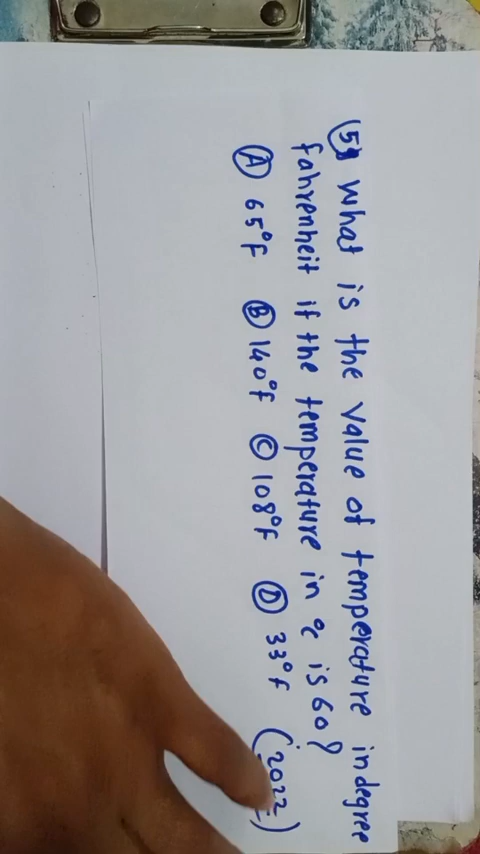 (5) What is the value of temperature in degree
fahrenheit if the temperature in °c is 60?
(A) 65°F (B) 140°F (C) 108°F (D) 33°F (2022)